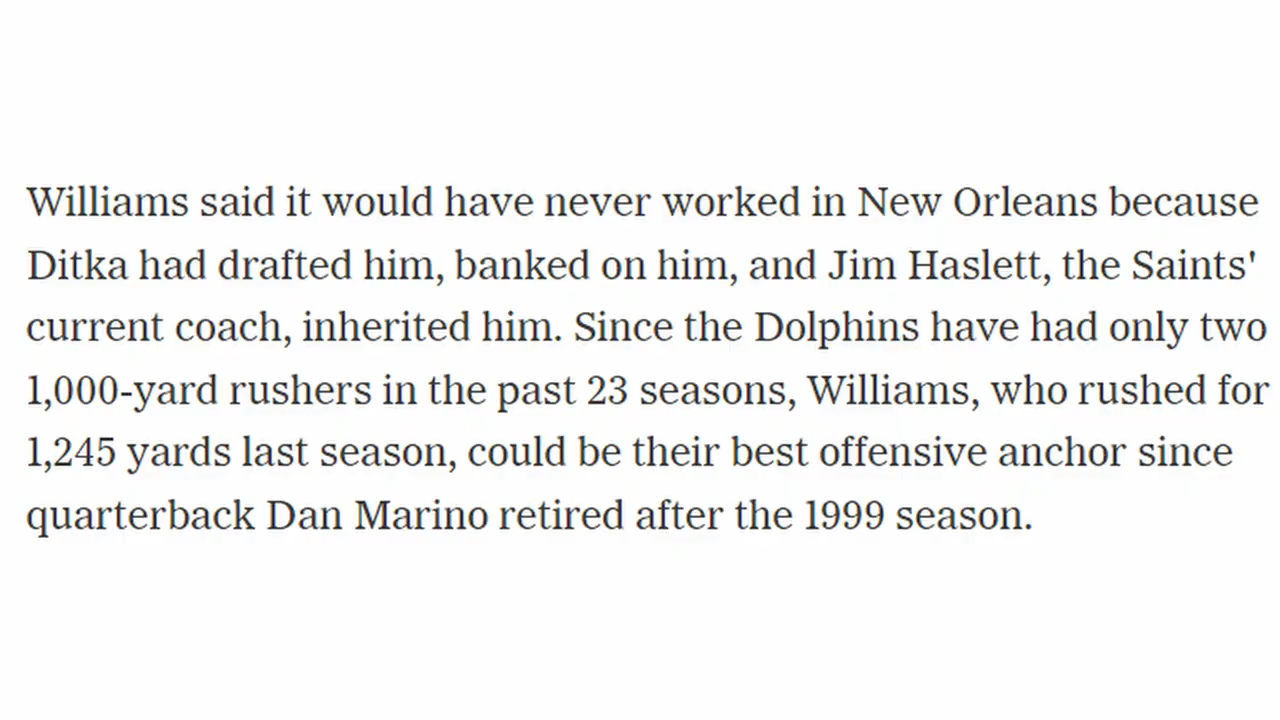 Williams said it would have never worked in New Orleans because
Ditka had drafted him, banked on him, and Jim Haslett, the Saints'
current coach, inherited him. Since the Dolphins have had only two
1,000-yard rushers in the past 23 seasons, Williams, who rushed for
1,245 yards last season, could be their best offensive anchor since
quarterback Dan Marino retired after the 1999 season.